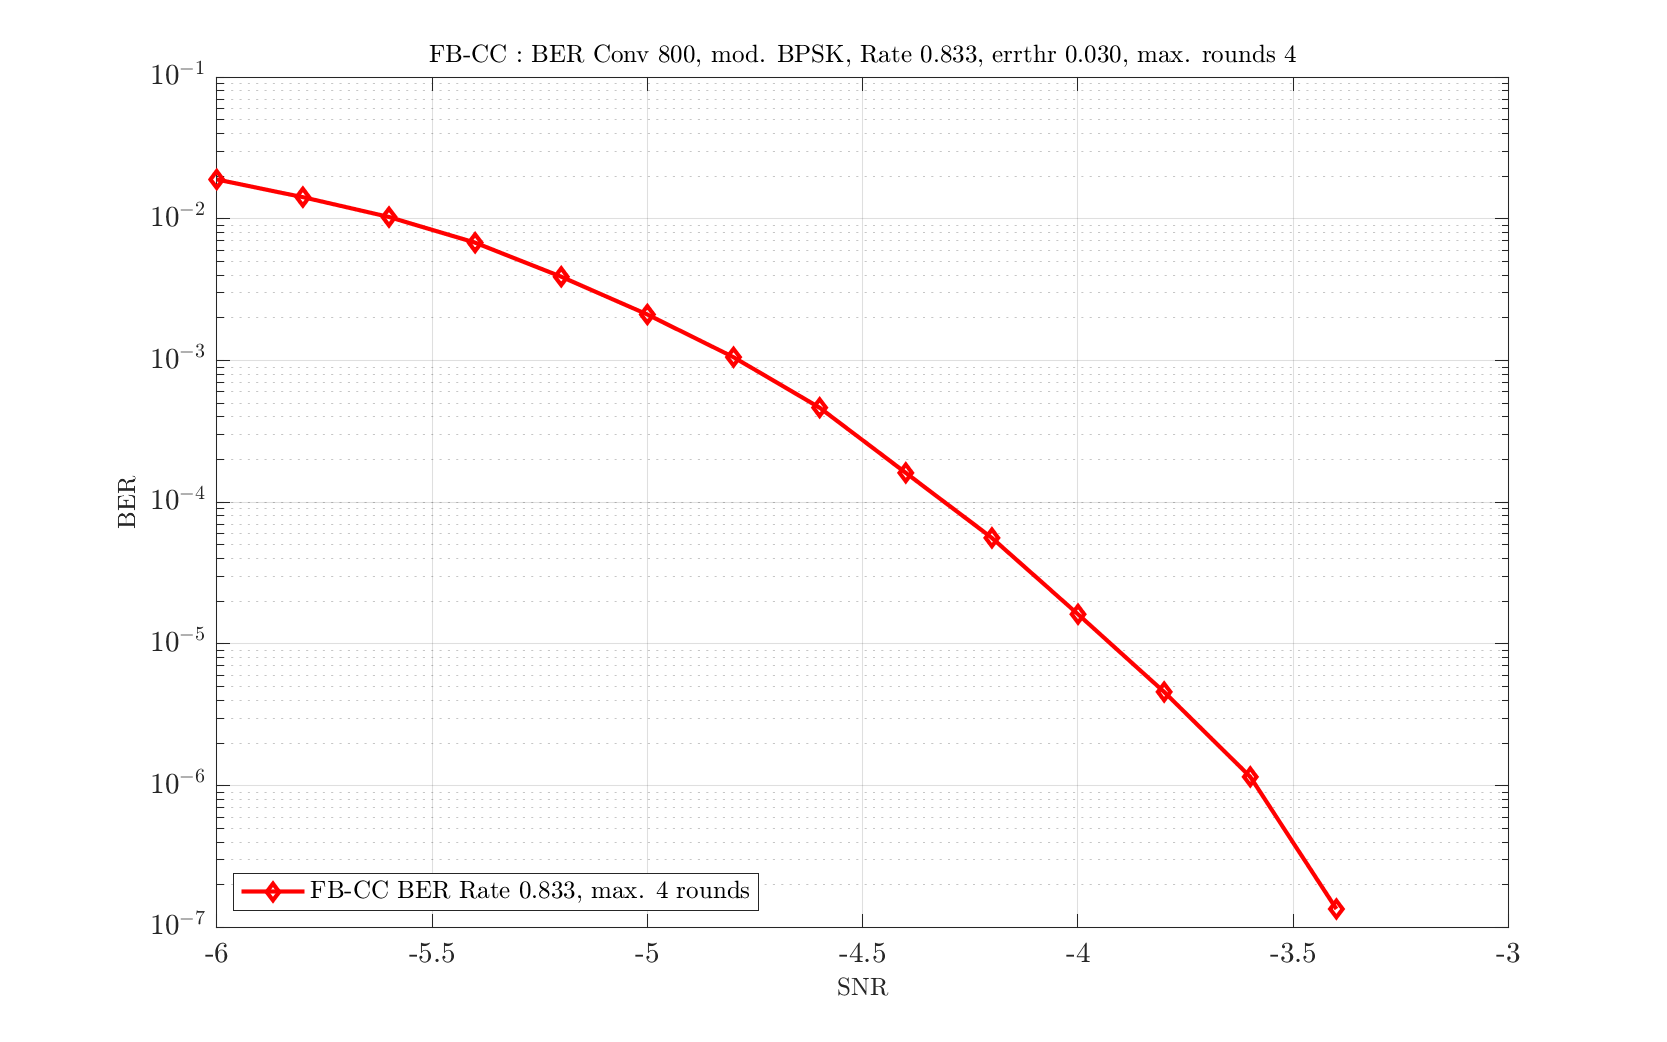 FB-CC : BER Conv 800, mod. BPSK, Rate 0.833, errthr 0.030, max. rounds 4
10^{-1}
10^{-2}
10^{-3}
10^{-4}
10^{-5}
10^{-6}
10^{-7}
BER
FB-CC BER Rate 0.833, max. 4 rounds
-6 -5.5 -5 -4.5 -4 -3.5 -3
SNR